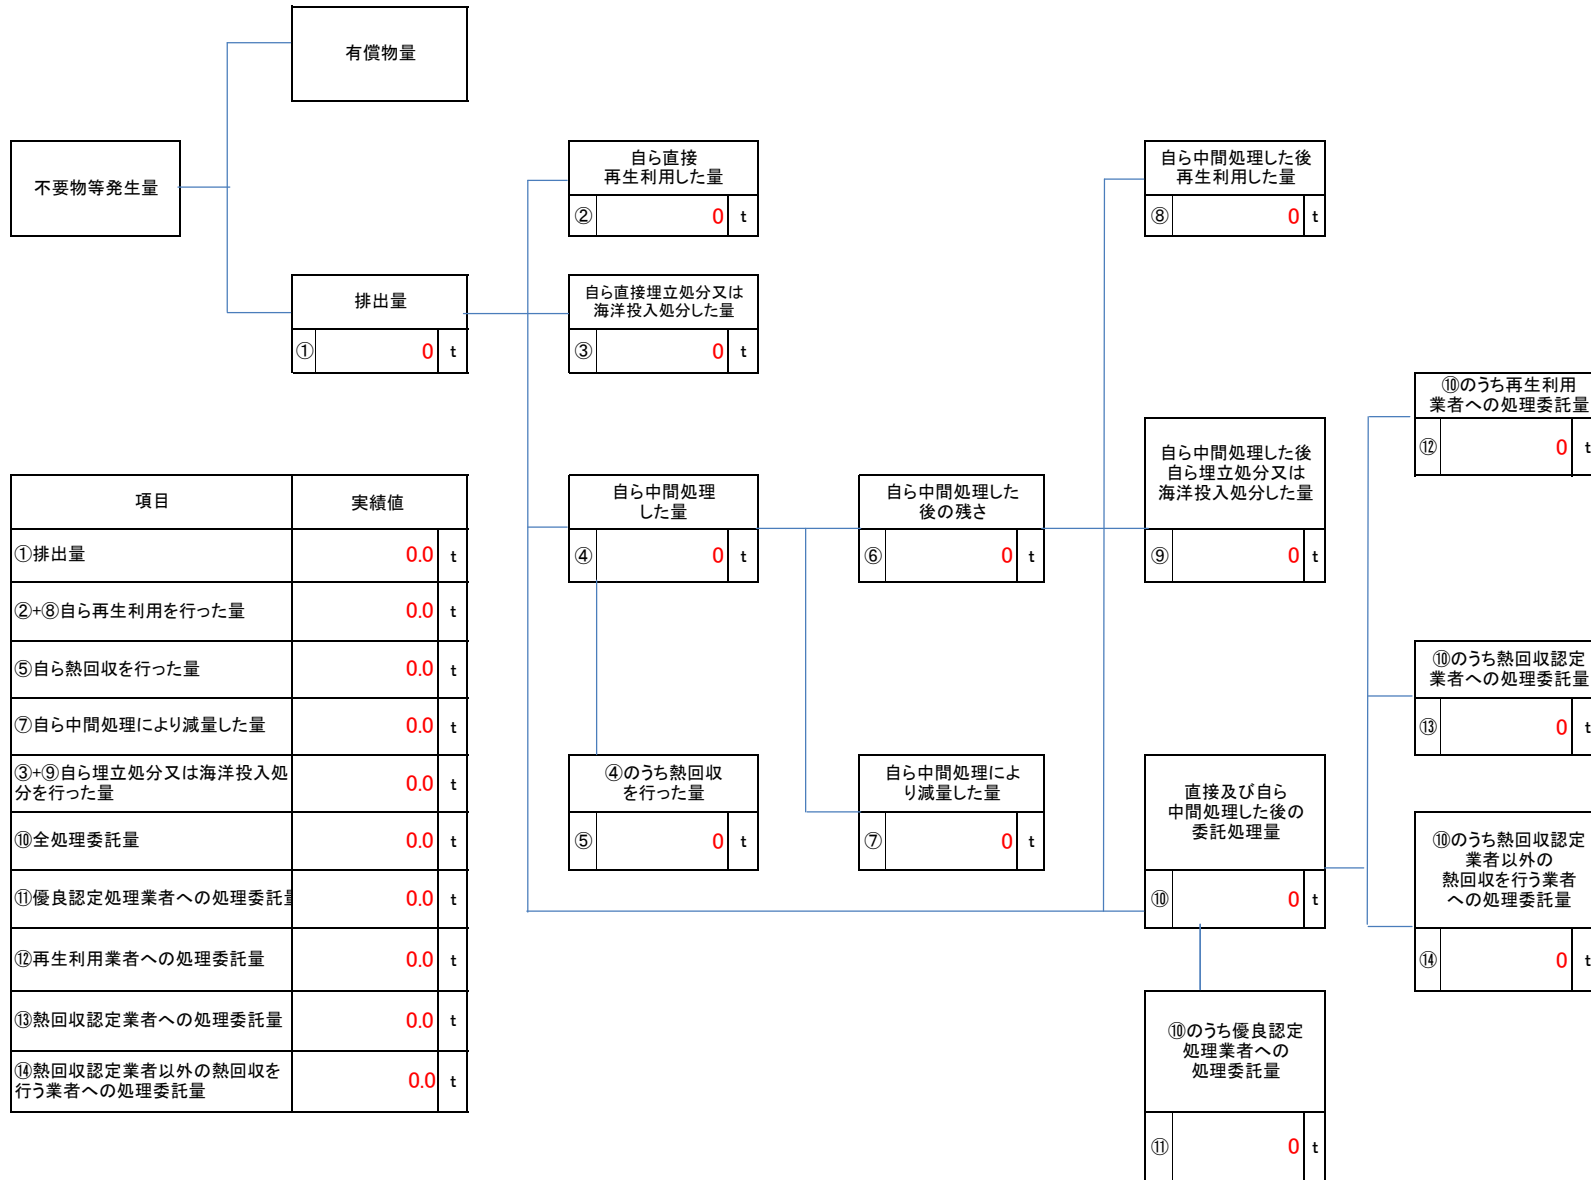 有償物量
不要物等発生量
排出量
① 0 t
自ら直接
再生利用した量
② 0 t
自ら直接埋立処分又は
海洋投入処分した量
③ 0 t
自ら中間処理
した量
④ 0 t
④のうち熱回収
を行った量
⑤ 0 t
自ら中間処理した
後の残さ
⑥ 0 t
自ら中間処理によ
り減量した量
⑦ 0 t
自ら中間処理した後
再生利用した量
⑧ 0 t
自ら中間処理した後
自ら埋立処分又は
海洋投入処分した量
⑨ 0 t
直接及び自ら
中間処理した後の
委託処理量
⑩ 0 t
⑩のうち優良認定
処理業者への
処理委託量
⑪ 0 t
⑩のうち再生利用
業者への処理委託量
⑫ 0 t
⑩のうち熱回収認定
業者への処理委託量
⑬ 0 t
⑩のうち熱回収認定
業者以外の
熱回収を行う業者
への処理委託量
⑭ 0 t
項目 実績値
①排出量 0.0 t
②+⑧自ら再生利用を行った量 0.0 t
⑤自ら熱回収を行った量 0.0 t
⑦自ら中間処理により減量した量 0.0 t
③+⑨自ら埋立処分又は海洋投入処
分を行った量 0.0 t
⑩全処理委託量 0.0 t
⑪優良認定処理業者への処理委託量 0.0 t
⑫再生利用業者への処理委託量 0.0 t
⑬熱回収認定業者への処理委託量 0.0 t
⑭熱回収認定業者以外の熱回収を
行う業者への処理委託量 0.0 t